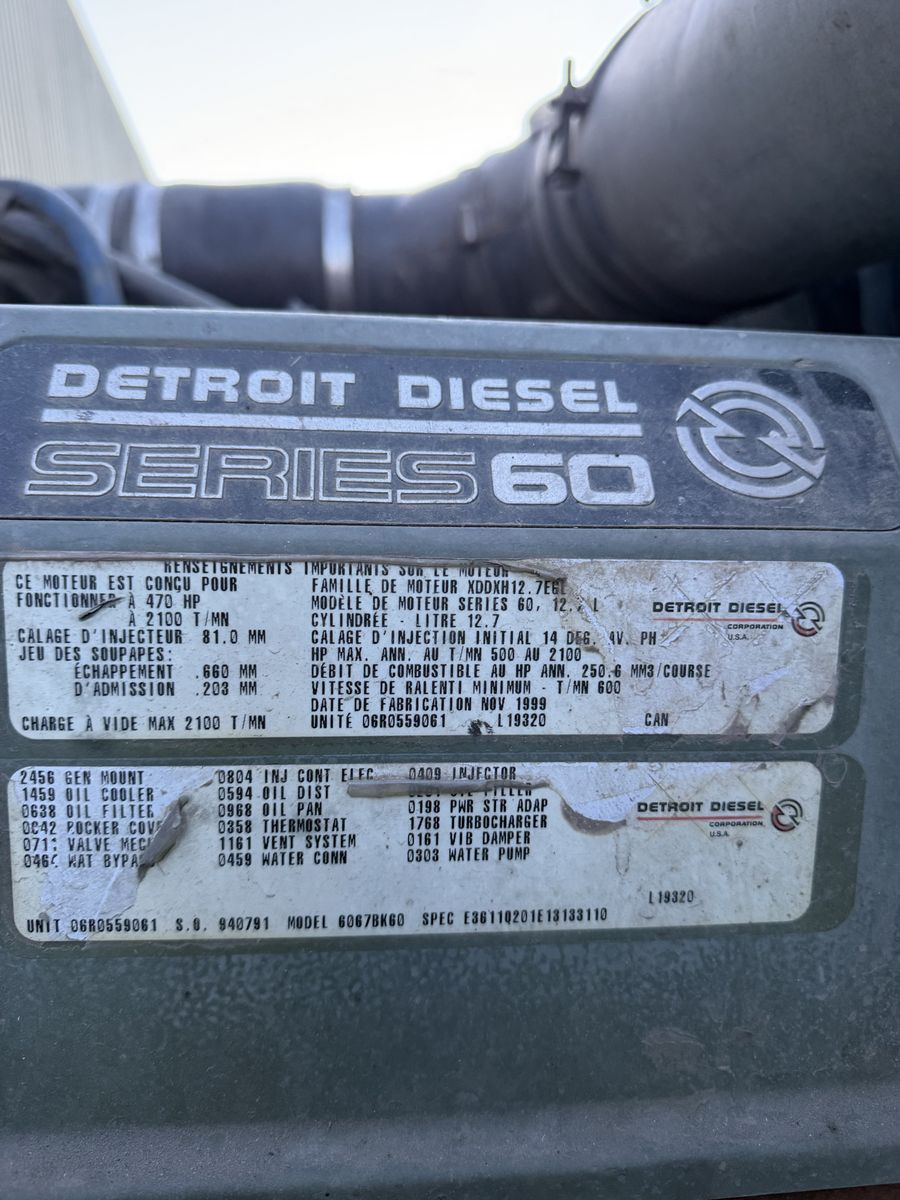 DETROIT DIESEL
SERIES 60
RENSEIGNEMENTS IMPORTANTS SUR LE MOTEUR
CE MOTEUR EST CONÇU POUR
FONCTIONNER À 470 HP
À 2100 T/MN
CALAGE D'INJECTEUR 81.0 MM
JEU DES SOUPAPES:
ÉCHAPPEMENT .660 MM
D'ADMISSION .203 MM
CHARGE À VIDE MAX 2100 T/MN
FAMILLE DE MOTEUR
MODÈLE DE MOTEUR SERIES 60, L
CYLINDRÉE - LITRE 12.7
CALAGE D'INJECTION INITIAL 14 DEG. AV. PH
HP MAX. ANN. AU T/MN 500 AU 2100
DÉBIT DE COMBUSTIBLE AU HP ANN. 250.6 MM3/COURSE
VITESSE DE RALENTI MINIMUM - T/MN 600
DATE DE FABRICATION NOV 1999
UNITÉ 06R0559061 L19320 CAN
DETROIT DIESEL
CORPORATION
U.S.A.
2456 GEN MOUNT
1459 OIL COOLER
0638 OIL FILTER
ROCKER
VALVE
WAT
0804 INJ CONT ELEC
0594 OIL DIST
0968 OIL PAN
0358 THERMOSTAT
1161 VENT SYSTEM
0459 WATER CONN
0409 INJECTOR
OIL FILLER
0198 PWR STR ADAP
1768 TURBOCHARGER
0161 VIB DAMPER
0303 WATER PUMP
DETROIT DIESEL
CORPORATION
U.S.A.
L19320
UNIT 06R0559061 S.O. 940791 MODEL 6067BK60 SPEC E36110201E13133110